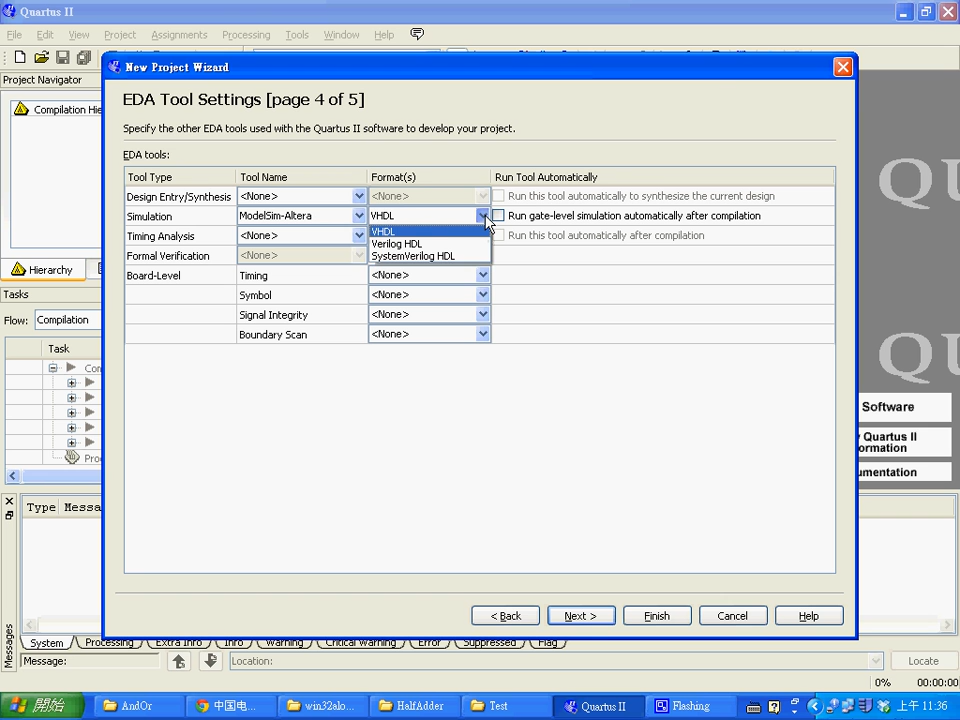 Quartus II
File Edit View Project Assignments Processing Tools Window Help
Project Navigator
Compilation Hie
Hierarchy
Tasks
Flow: Compilation
Task
Com
Proc
New Project Wizard
EDA Tool Settings [page 4 of 5]
Specify the other EDA tools used with the Quartus II software to develop your project.
EDA tools:
Tool Type Tool Name Format(s) Run Tool Automatically
Design Entry/Synthesis <None> <None> Run this tool automatically to synthesize the current design
Simulation ModelSim-Altera VHDL Run gate-level simulation automatically after compilation
VHDL
Timing Analysis <None> Run this tool automatically after compilation
Verilog HDL
Formal Verification <None> SystemVerilog HDL
Board-Level Timing <None>
Symbol <None>
Signal Integrity <None>
Boundary Scan <None>
< Back Next > Finish Cancel Help
QU
QU
Software
Quartus II
ormation
umentation
Type Messa
Messages
System Processing Extra Info Info Warning Critical Warning Error Suppressed Flag
Message: Location: Locate
0% 00:00:00
開始 AndOr 中国电... win32alo... HalfAdder Test Quartus II Flashing 上午 11:36